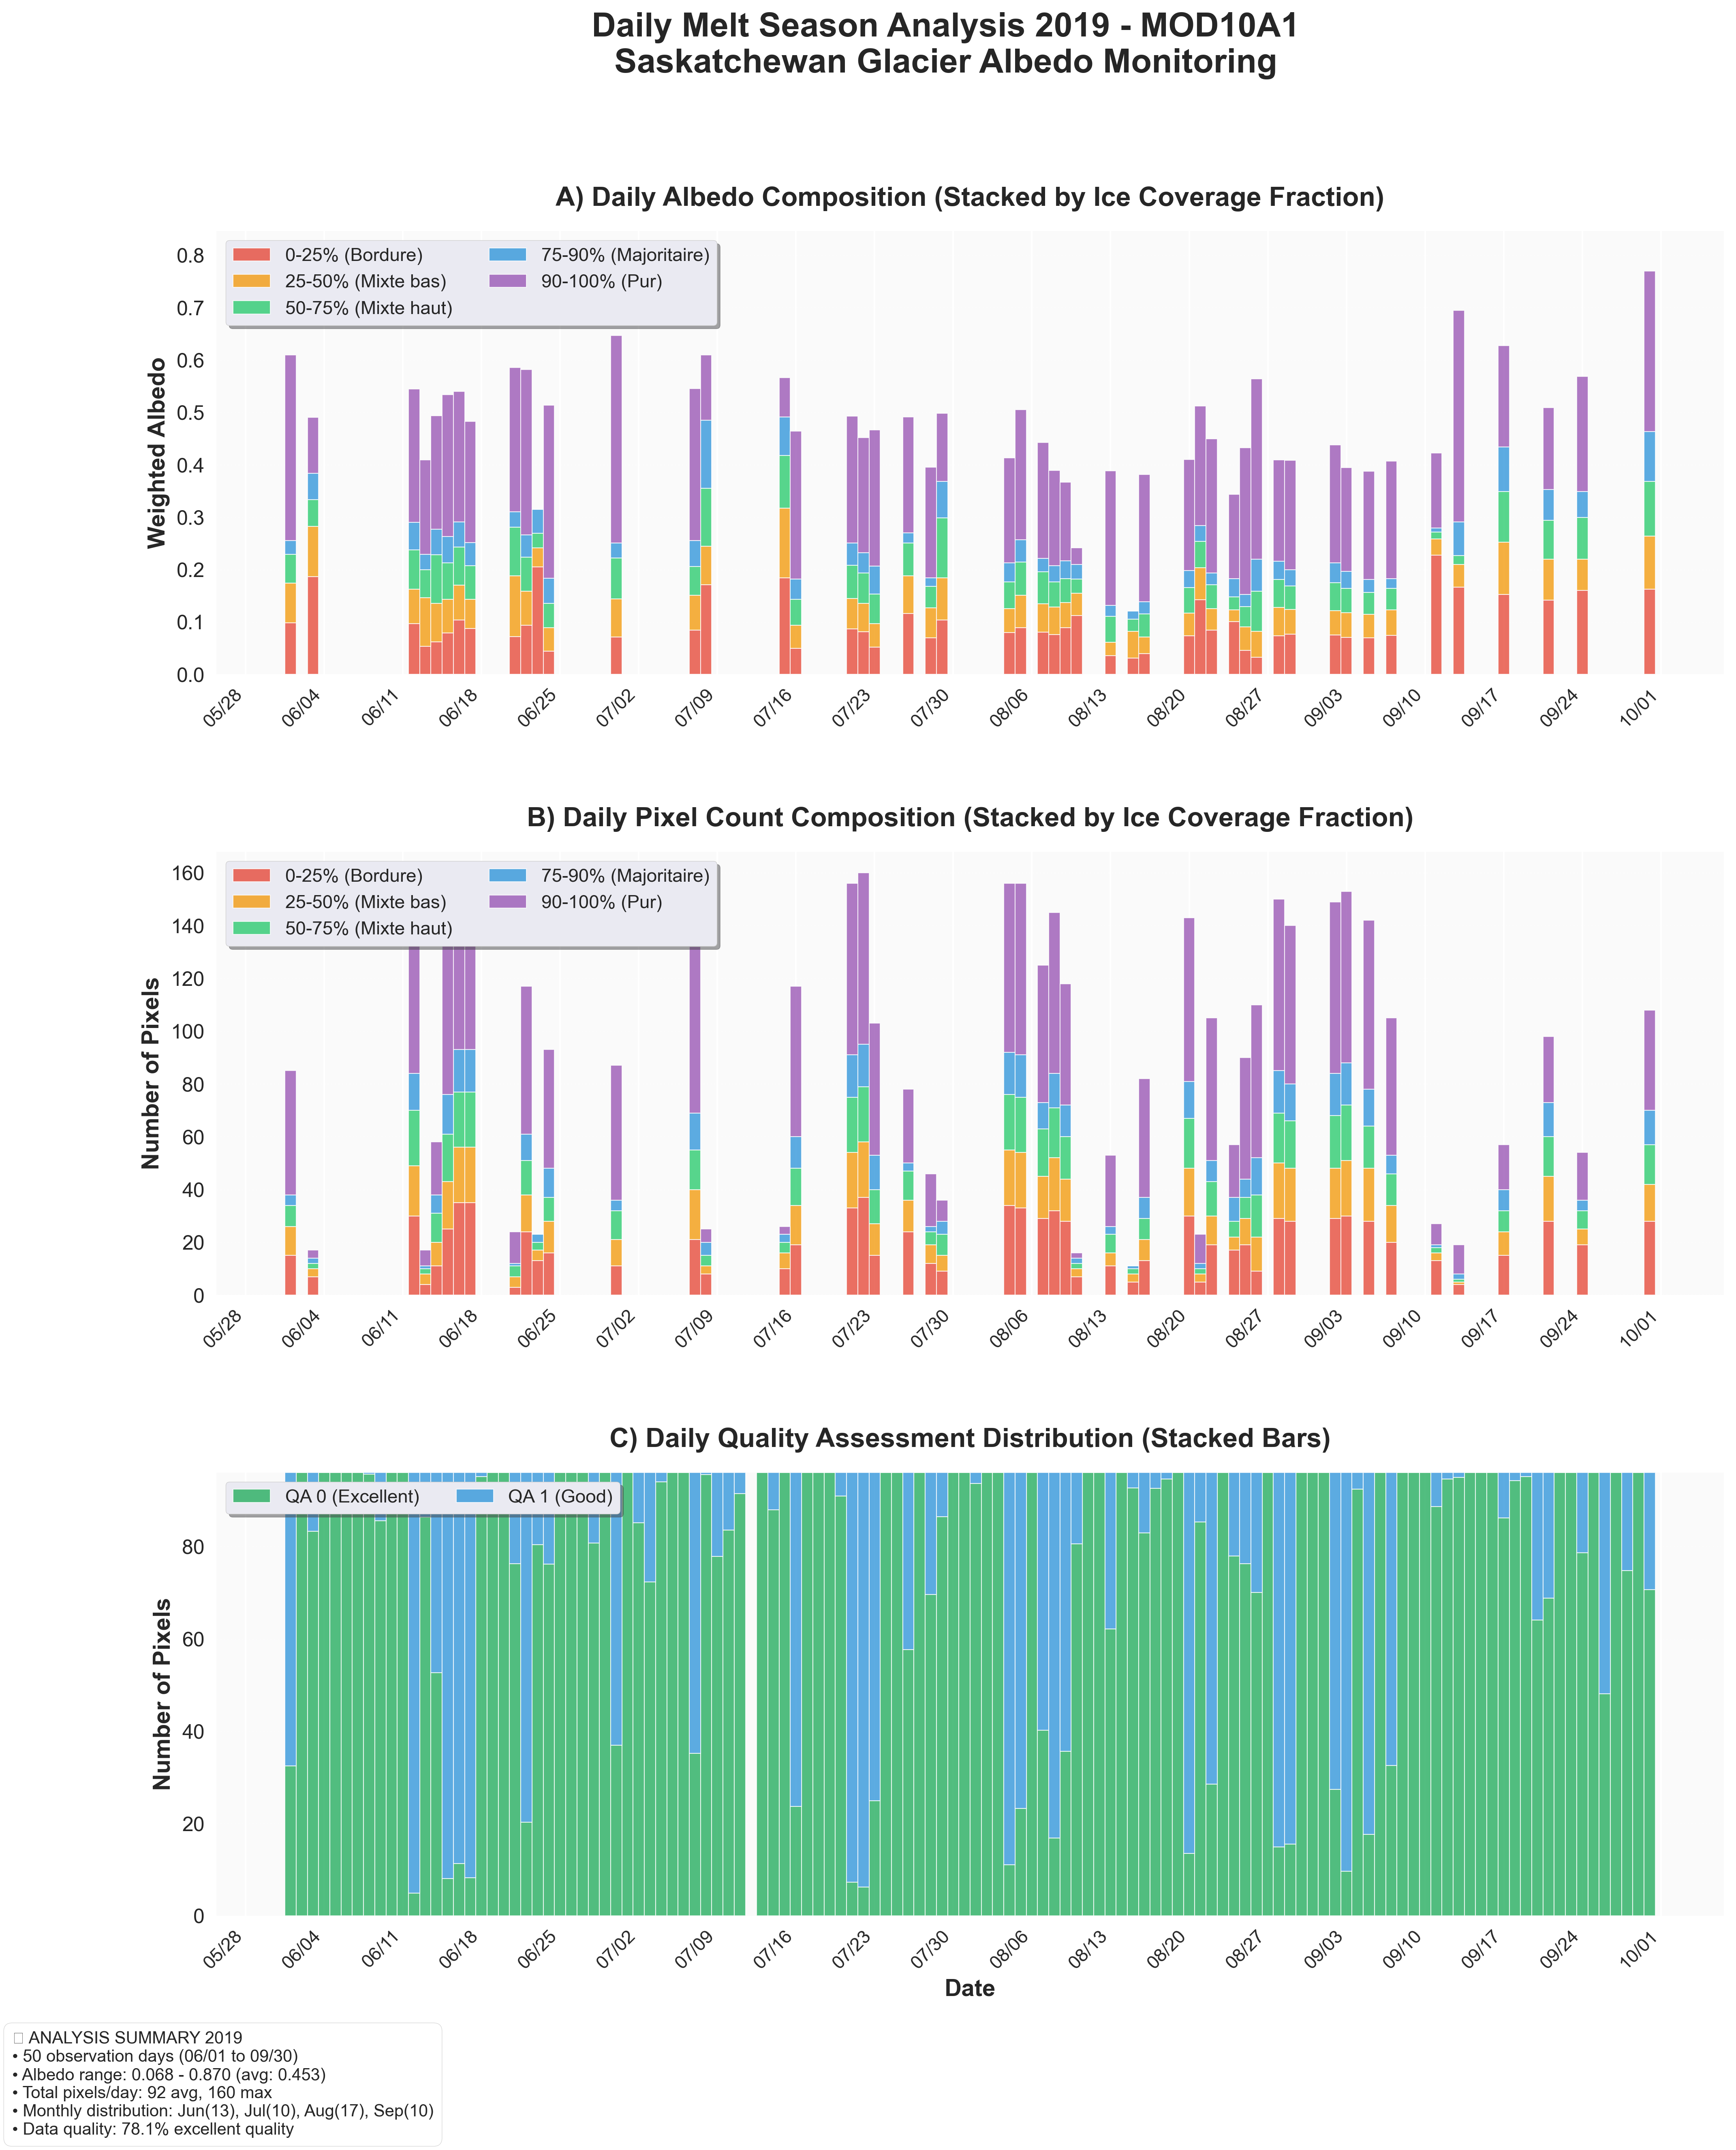 Daily Melt Season Analysis 2019 - MOD10A1
Saskatchewan Glacier Albedo Monitoring
A) Daily Albedo Composition (Stacked by Ice Coverage Fraction)
0-25% (Bordure)
25-50% (Mixte bas)
50-75% (Mixte haut)
75-90% (Majoritaire)
90-100% (Pur)
Weighted Albedo
0.8
0.7
0.6
0.5
0.4
0.3
0.2
0.1
0.0
05/28 06/04 06/11 06/18 06/25 07/02 07/09 07/16 07/23 07/30 08/06 08/13 08/20 08/27 09/03 09/10 09/17 09/24 10/01
B) Daily Pixel Count Composition (Stacked by Ice Coverage Fraction)
0-25% (Bordure)
25-50% (Mixte bas)
50-75% (Mixte haut)
75-90% (Majoritaire)
90-100% (Pur)
Number of Pixels
160
140
120
100
80
60
40
20
0
05/28 06/04 06/11 06/18 06/25 07/02 07/09 07/16 07/23 07/30 08/06 08/13 08/20 08/27 09/03 09/10 09/17 09/24 10/01
C) Daily Quality Assessment Distribution (Stacked Bars)
QA 0 (Excellent) QA 1 (Good)
Number of Pixels
80
60
40
20
0
05/28 06/04 06/11 06/18 06/25 07/02 07/09 07/16 07/23 07/30 08/06 08/13 08/20 08/27 09/03 09/10 09/17 09/24 10/01
Date
ANALYSIS SUMMARY 2019
• 50 observation days (06/01 to 09/30)
• Albedo range: 0.068 - 0.870 (avg: 0.453)
• Total pixels/day: 92 avg, 160 max
• Monthly distribution: Jun(13), Jul(10), Aug(17), Sep(10)
• Data quality: 78.1% excellent quality